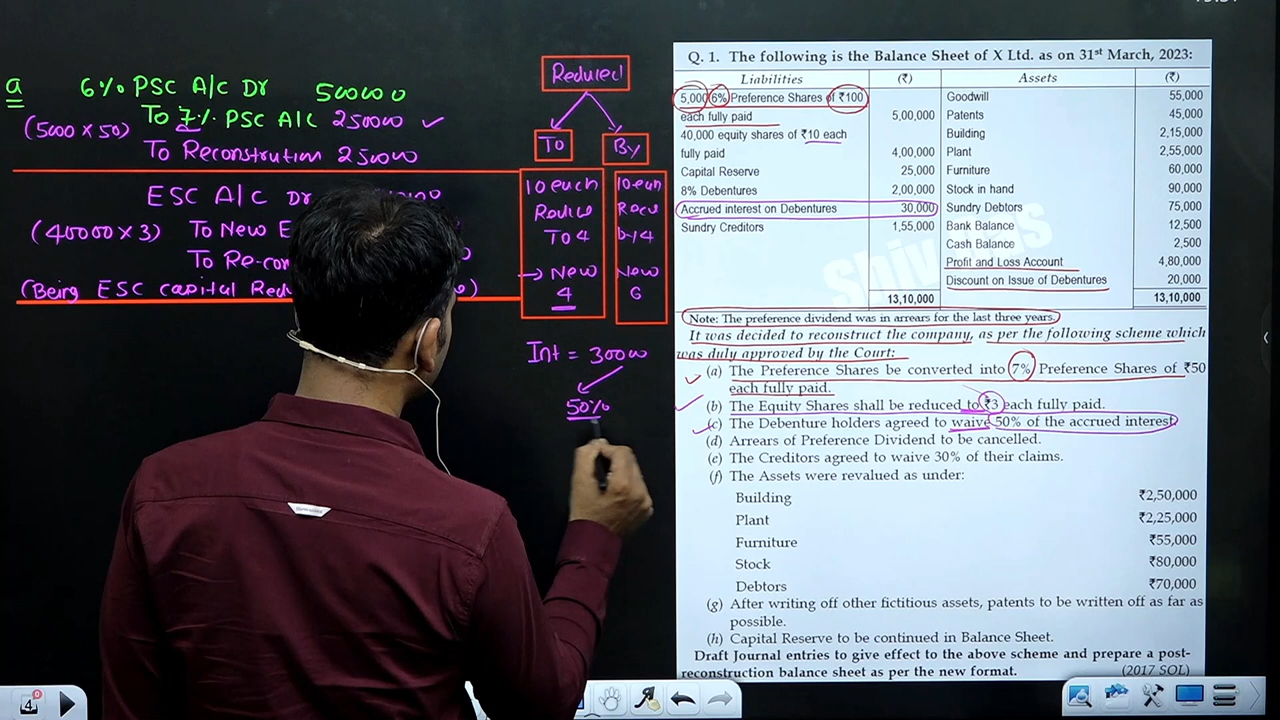 a 6% PSC A/c DR 500000
To 7% PSC A/C 250000
(5000 x 50)
To Reconstrution 250000
ESC A/C DR
(40000 x 3) To New E
To Re-con
(Being ESC capital Redu
Reduced
To By
10 each
Reduce
To 4
→ New
4
10 each
Redu
by 4
New
6
Int = 30000
50%
Q. 1. The following is the Balance Sheet of X Ltd. as on 31st March, 2023:
Liabilities (₹) Assets (₹)
5,000 6% Preference Shares of ₹100 Goodwill 55,000
each fully paid 5,00,000 Patents 45,000
40,000 equity shares of ₹10 each Building 2,15,000
fully paid 4,00,000 Plant 2,55,000
Capital Reserve 25,000 Furniture 60,000
8% Debentures 2,00,000 Stock in hand 90,000
Accrued interest on Debentures 30,000 Sundry Debtors 75,000
Sundry Creditors 1,55,000 Bank Balance 12,500
Cash Balance 2,500
Profit and Loss Account 4,80,000
Discount on Issue of Debentures 20,000
13,10,000 13,10,000
Note: The preference dividend was in arrears for the last three years.
It was decided to reconstruct the company, as per the following scheme which
was duly approved by the Court:
(a) The Preference Shares be converted into 7% Preference Shares of ₹50
each fully paid.
(b) The Equity Shares shall be reduced to ₹3 each fully paid.
(c) The Debenture holders agreed to waive 50% of the accrued interest.
(d) Arrears of Preference Dividend to be cancelled.
(e) The Creditors agreed to waive 30% of their claims.
(f) The Assets were revalued as under:
Building ₹2,50,000
Plant ₹2,25,000
Furniture ₹55,000
Stock ₹80,000
Debtors ₹70,000
(g) After writing off other fictitious assets, patents to be written off as far as
possible.
(h) Capital Reserve to be continued in Balance Sheet.
Draft Journal entries to give effect to the above scheme and prepare a post-
reconstruction balance sheet as per the new format. (2017 SOL)
4
0